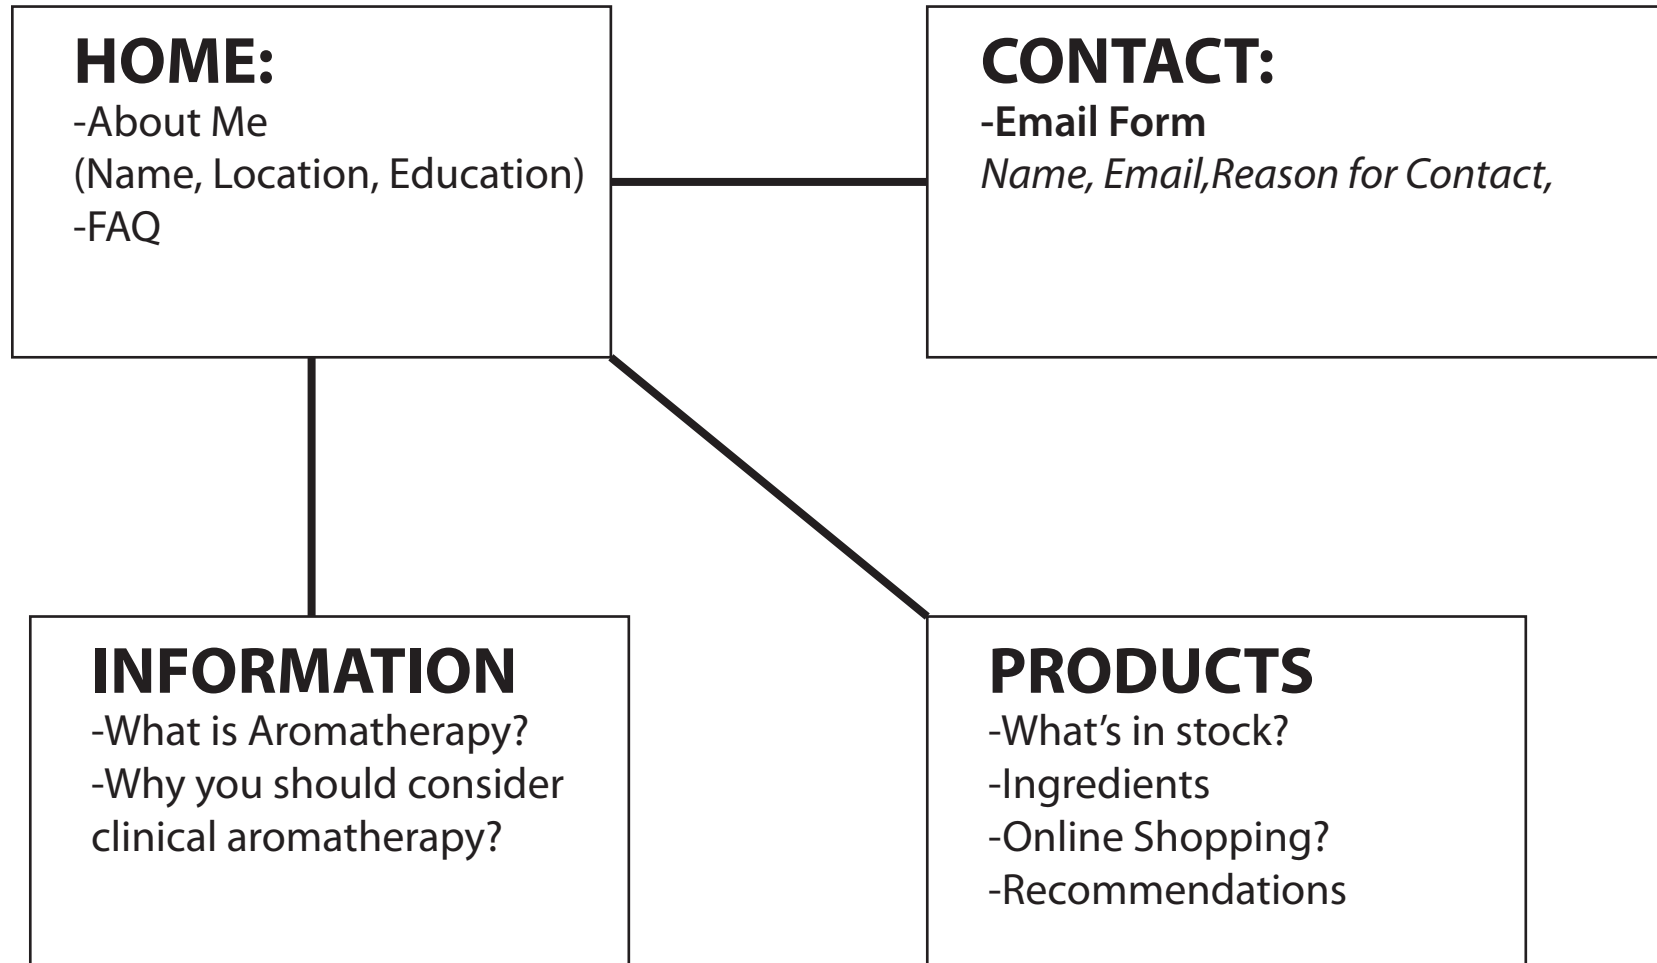 HOME:
-About Me
(Name, Location, Education)
-FAQ
CONTACT:
-Email Form
Name, Email,Reason for Contact,
INFORMATION
-What is Aromatherapy?
-Why you should consider
clinical aromatherapy?
PRODUCTS
-What’s in stock?
-Ingredients
-Online Shopping?
-Recommendations